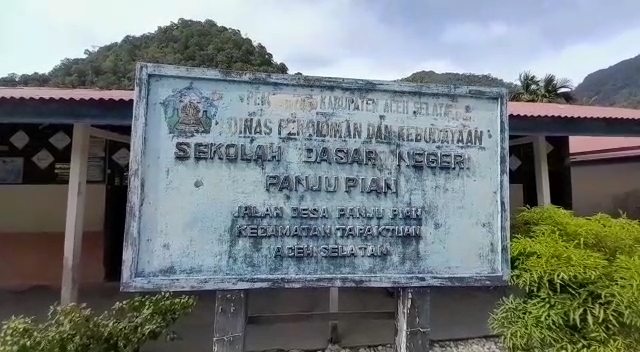 KABUPATEN ACEH SELATAN
DINAS PENDIDIKAN DAN KEBUDAYAAN
SEKOLAH DASAR NEGERI
PANJU PIAN
JALAN DESA PANJU PIAN
KECAMATAN TAPAKTUAN
ACEH SELATAN